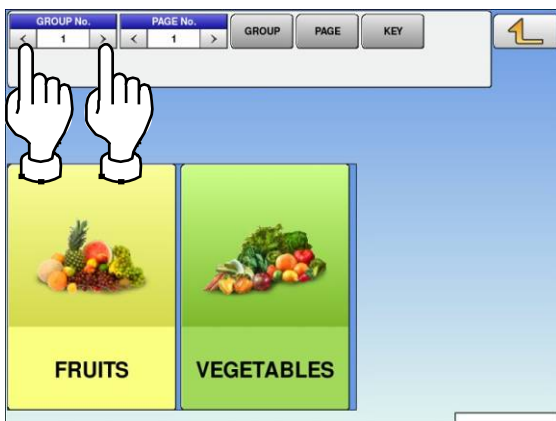 GROUP No. PAGE No.
< 1 > < 1 > GROUP PAGE KEY
FRUITS VEGETABLES